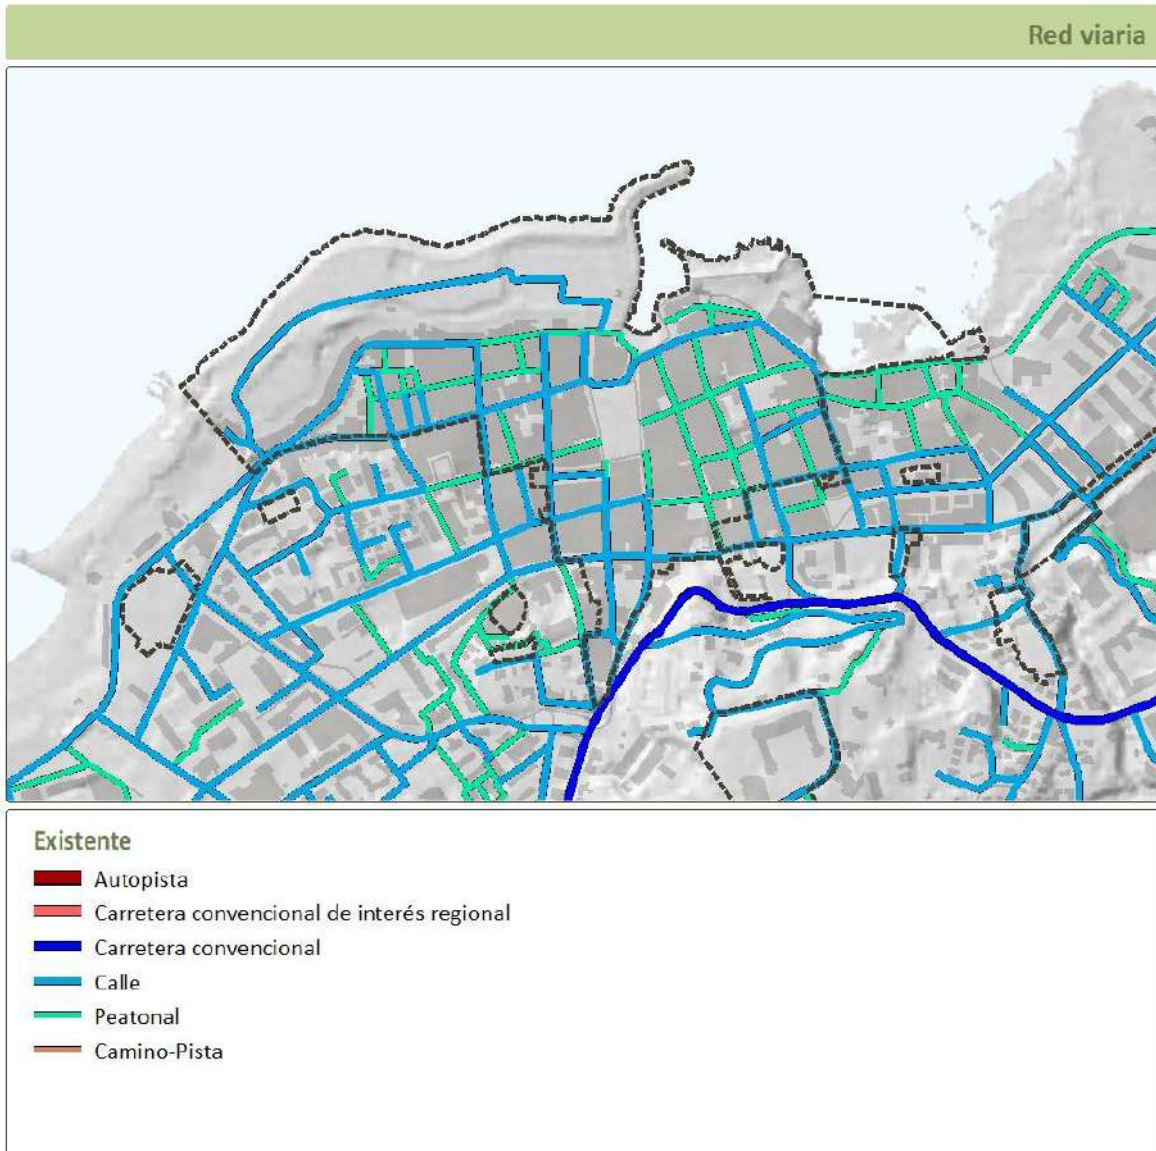 Red viaria
Existente
Autopista
Carretera convencional de interés regional
Carretera convencional
Calle
Peatonal
Camino-Pista